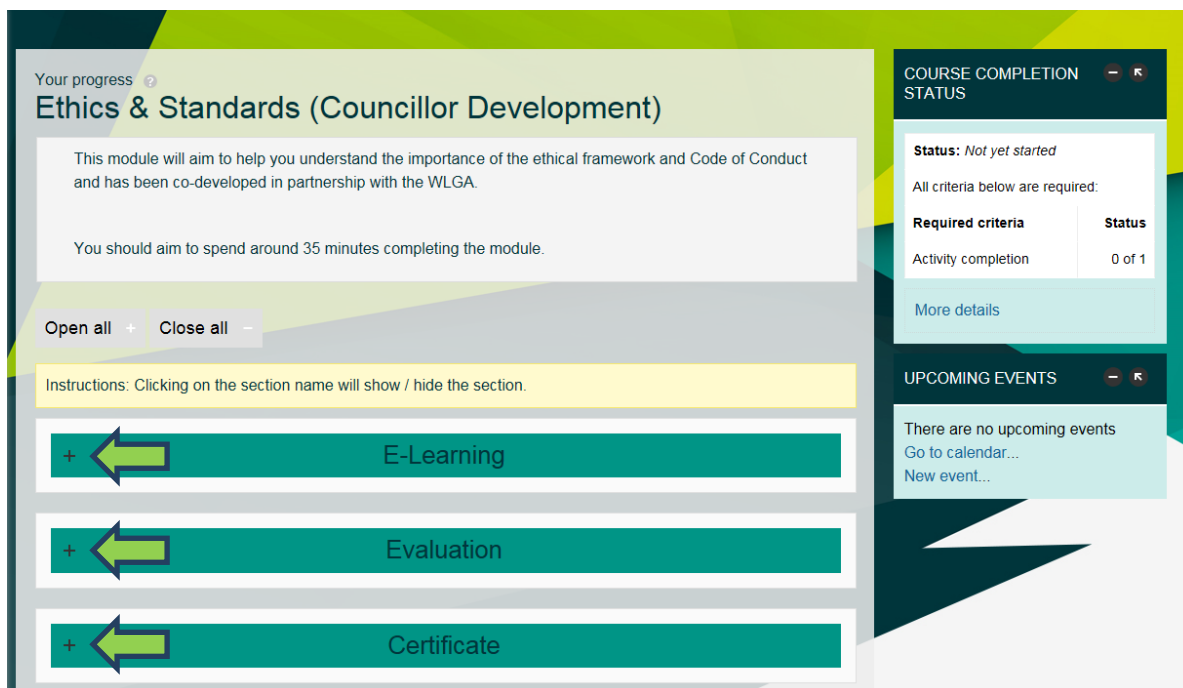 Your progress
Ethics & Standards (Councillor Development)
This module will aim to help you understand the importance of the ethical framework and Code of Conduct
and has been co-developed in partnership with the WLGA.
You should aim to spend around 35 minutes completing the module.
Open all +
Close all -
Instructions: Clicking on the section name will show / hide the section.
+ E-Learning
+ Evaluation
+ Certificate
COURSE COMPLETION
STATUS
Status: Not yet started
All criteria below are required:
Required criteria Status
Activity completion 0 of 1
More details
UPCOMING EVENTS
There are no upcoming events
Go to calendar...
New event...